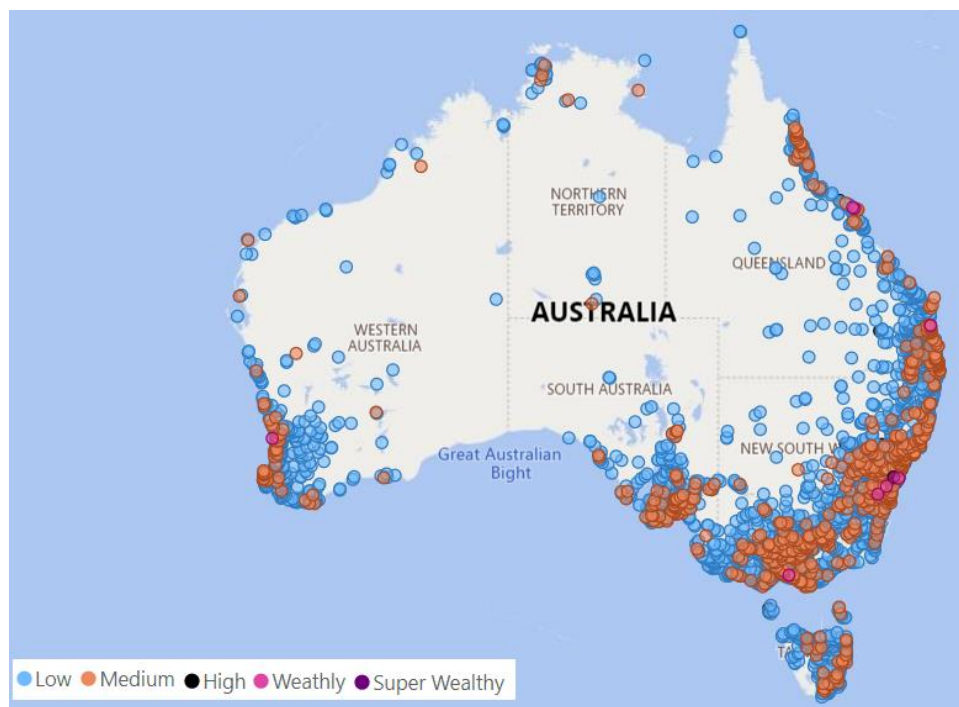 NORTHERN
TERRITORY
QUEENSLAND
AUSTRALIA
WESTERN
AUSTRALIA
SOUTH AUSTRALIA
NEW SOUTH W
Great Australian
Bight
TA
Low Medium High Weathly Super Wealthy